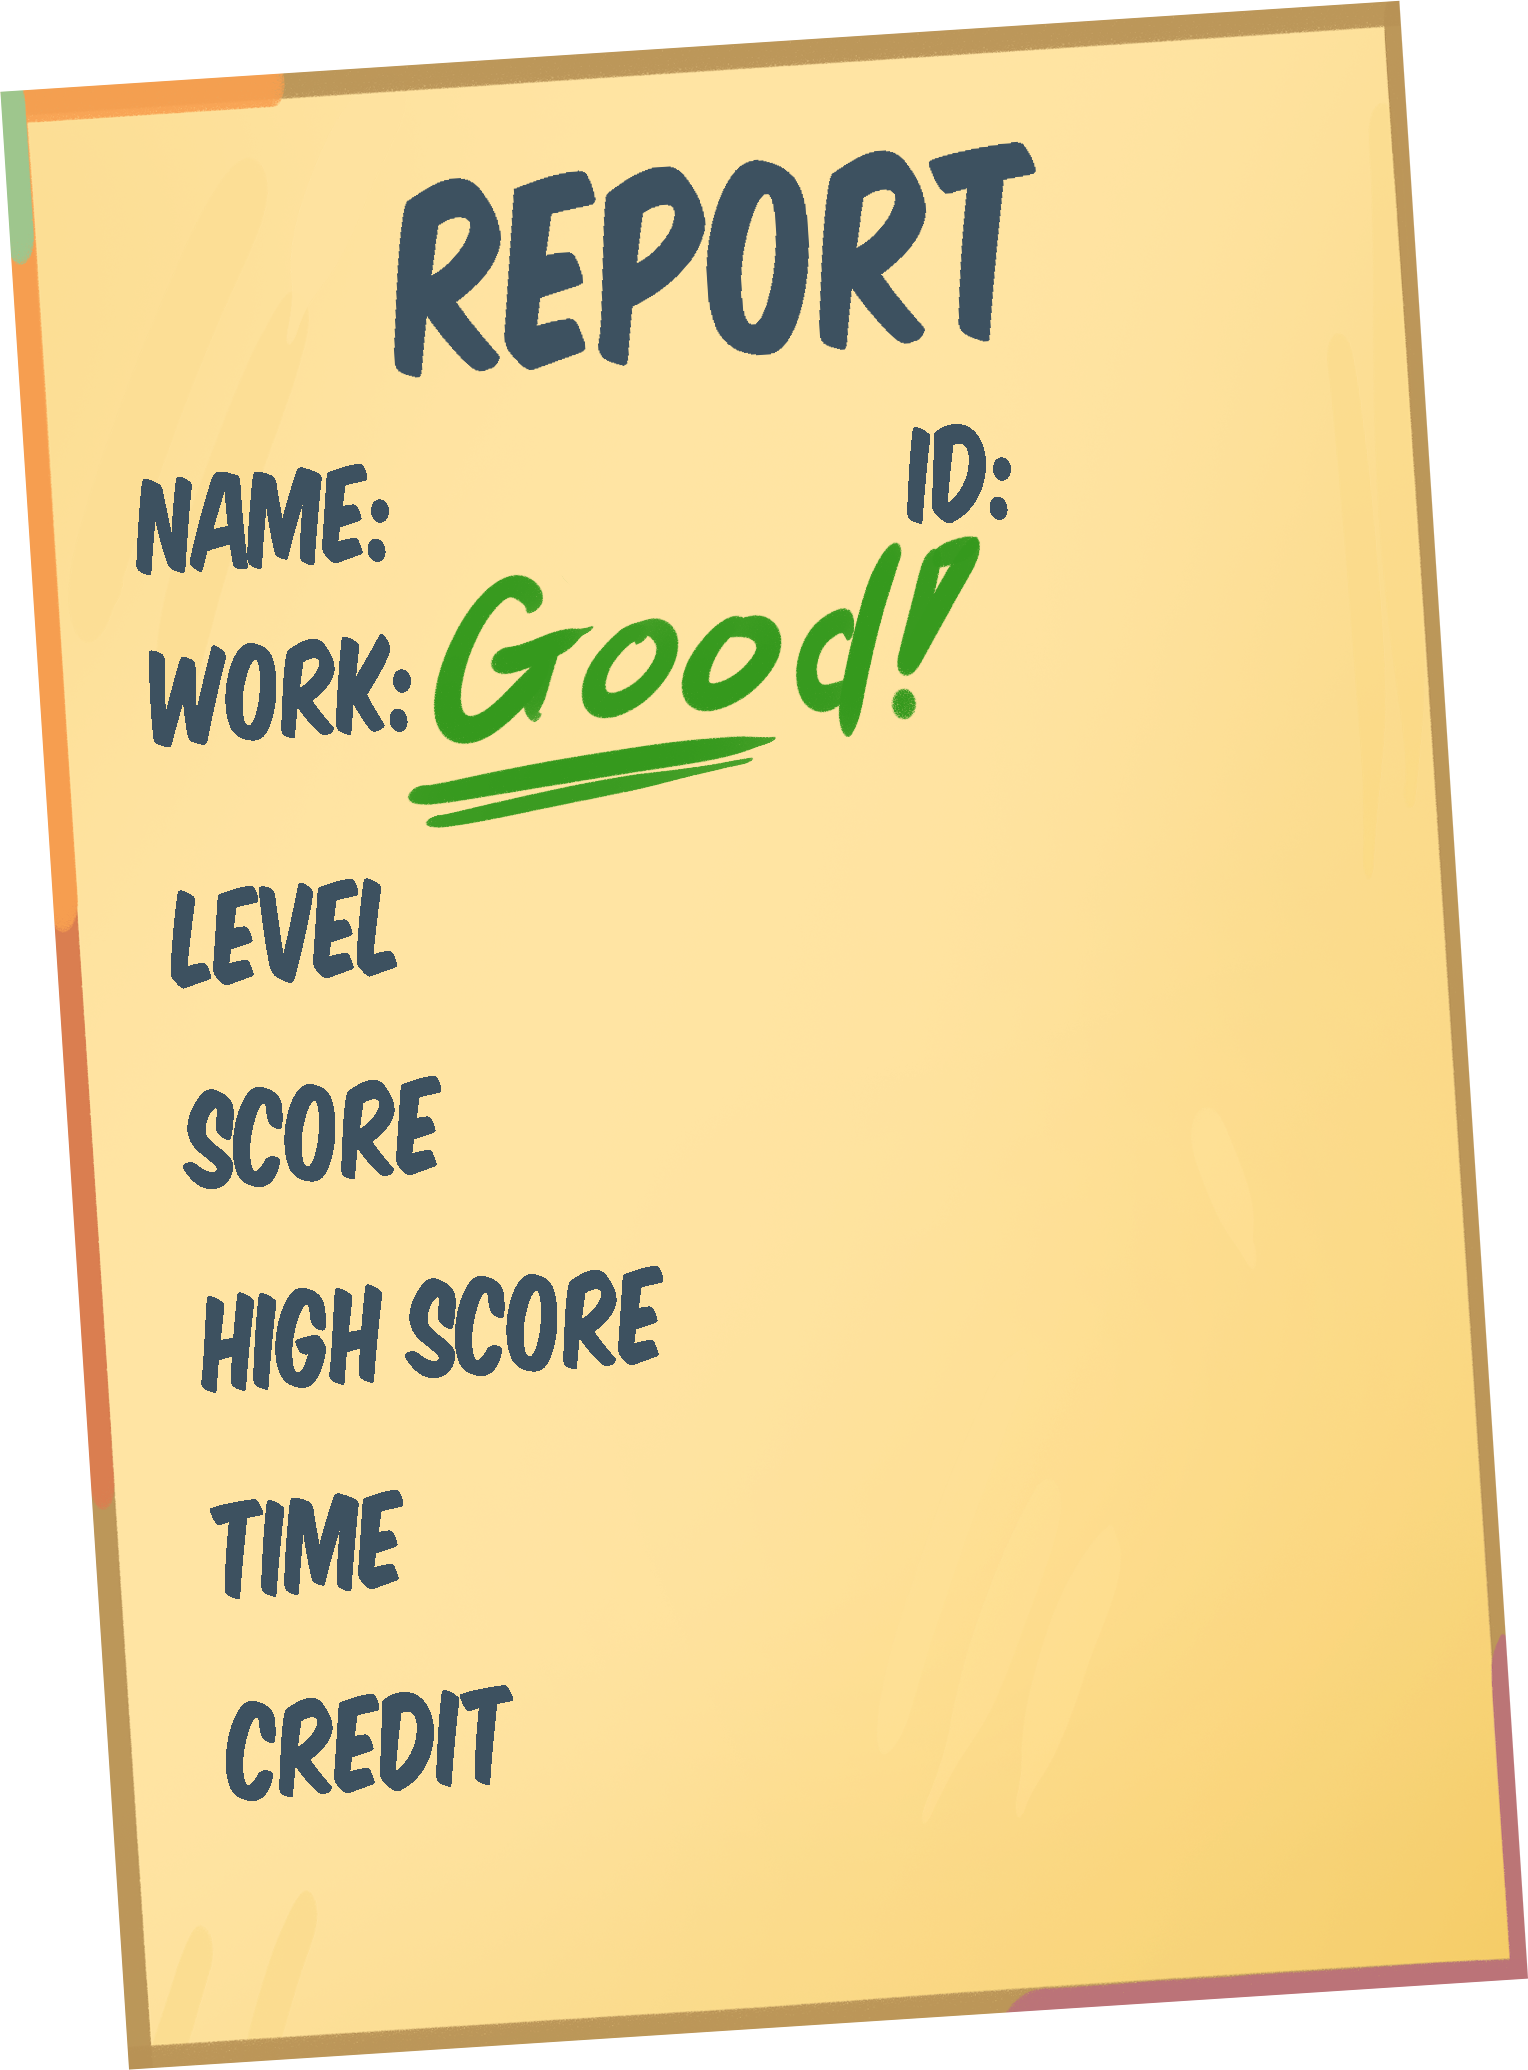 REPORT
NAME: ID:
WORK: Good!
LEVEL
SCORE
HIGH SCORE
TIME
CREDIT